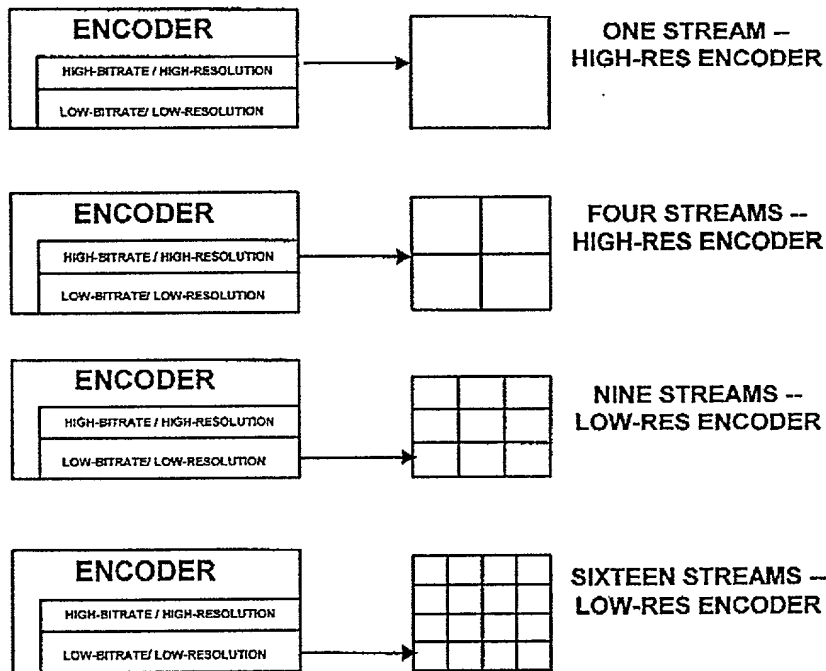 ENCODER
HIGH-BITRATE / HIGH-RESOLUTION
LOW-BITRATE/ LOW-RESOLUTION
ONE STREAM --
HIGH-RES ENCODER
ENCODER
HIGH-BITRATE / HIGH-RESOLUTION
LOW-BITRATE/ LOW-RESOLUTION
FOUR STREAMS --
HIGH-RES ENCODER
ENCODER
HIGH-BITRATE / HIGH-RESOLUTION
LOW-BITRATE/ LOW-RESOLUTION
NINE STREAMS --
LOW-RES ENCODER
ENCODER
HIGH-BITRATE / HIGH-RESOLUTION
LOW-BITRATE/ LOW-RESOLUTION
SIXTEEN STREAMS --
LOW-RES ENCODER